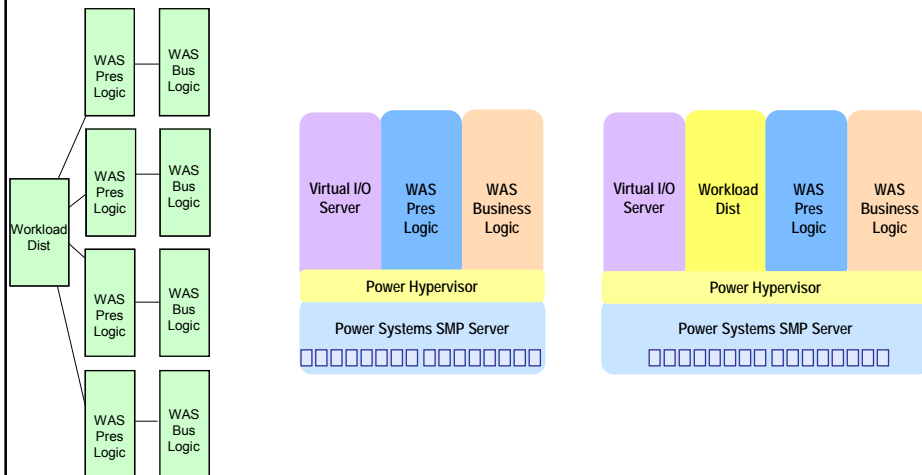 WAS
Pres
Logic
WAS
Bus
Logic
WAS
Pres
Logic
WAS
Bus
Logic
Workload
Dist
WAS
Pres
Logic
WAS
Bus
Logic
WAS
Pres
Logic
WAS
Bus
Logic
Virtual I/O
Server
WAS
Pres
Logic
WAS
Business
Logic
Power Hypervisor
Power Systems SMP Server
Virtual I/O
Server
Workload
Dist
WAS
Pres
Logic
WAS
Business
Logic
Power Hypervisor
Power Systems SMP Server